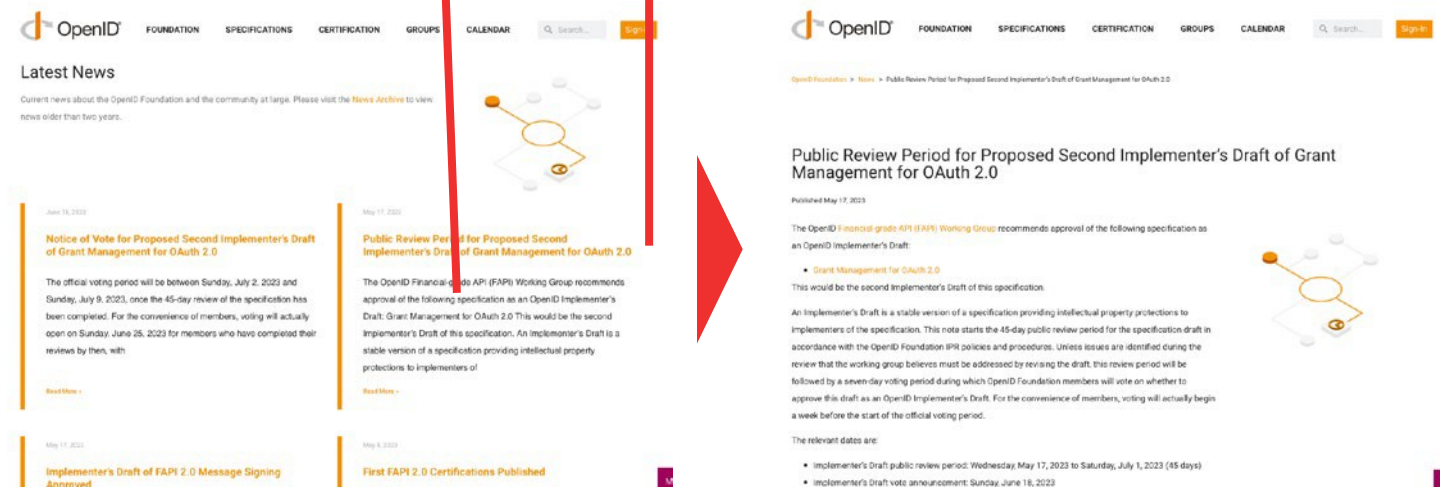 OpenID
FOUNDATION
SPECIFICATIONS
CERTIFICATION
GROUPS
CALENDAR
Search...
Sign-
Latest News
Current news about the OpenID Foundation and the community at large. Please visit the News Archive to view
news older than two years.
June 2023
Notice of Vote for Proposed Second Implementer's Draft
of Grant Management for OAuth 2.0
The official voting period will be between Sunday, July 2, 2023 and
Sunday, July 9, 2023, once the 45-day review of the specification has
been completed. For the convenience of members, voting will actually
open on Sunday, June 25, 2023 for members who have completed their
reviews by then, with
Read More »
May 17, 2023
Public Review for Proposed Second
Implementer's of Grant Management for OAuth 2.0
The OpenID API (FAPI) Working Group recommends
approval of the following specification as an OpenID Implementer's
Draft: Grant Management for OAuth 2.0 This would be the second
Implementer's Draft of this specification. An Implementer's Draft is a
stable version of a specification providing intellectual property
protections to implementers of
Read More »
May 17, 2023
Implementer's Draft of FAPI 2.0 Message Signing
Approved
May 2023
First FAPI 2.0 Certifications Published
OpenID
FOUNDATION
SPECIFICATIONS
CERTIFICATION
GROUPS
CALENDAR
Search...
Sign-In
OpenID Foundation > News > Public Review Period for Proposed Second Implementer's Draft of Grant Management for OAuth 2.0
Public Review Period for Proposed Second Implementer's Draft of Grant
Management for OAuth 2.0
Published May 17, 2023
The OpenID Financial-grade API (FAPI) Working Group recommends approval of the following specification as
an OpenID Implementer's Draft:
• Grant Management for OAuth 2.0
This would be the second Implementer's Draft of this specification.
An Implementer's Draft is a stable version of a specification providing intellectual property protections to
implementers of the specification. This note starts the 45-day public review period for the specification draft in
accordance with the OpenID Foundation IPR policies and procedures. Unless issues are identified during the
review that the working group believes must be addressed by revising the draft, this review period will be
followed by a seven-day voting period during which OpenID Foundation members will vote on whether to
approve this draft as an OpenID Implementer's Draft. For the convenience of members, voting will actually begin
a week before the start of the official voting period.
The relevant dates are:
• Implementer's Draft public review period: Wednesday, May 17, 2023 to Saturday, July 1, 2023 (45 days)
• Implementer's Draft vote announcement: Sunday, June 18, 2023